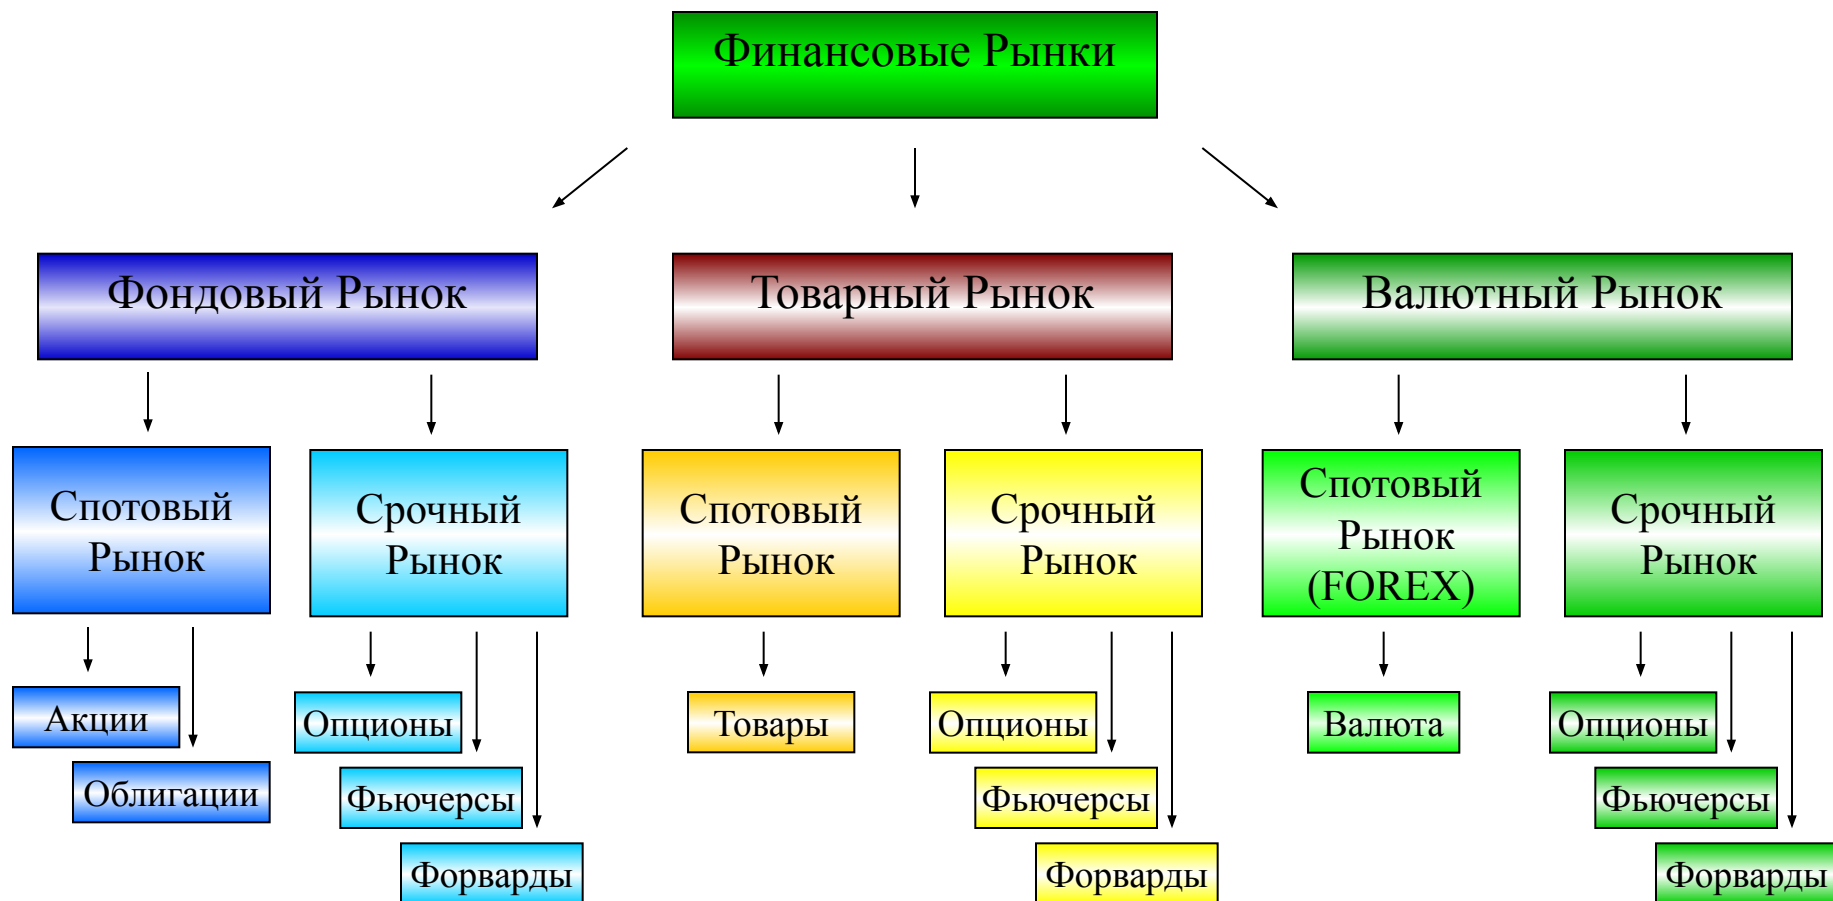 Финансовые Рынки
Фондовый Рынок
Товарный Рынок
Валютный Рынок
Спотовый
Рынок
Срочный
Рынок
Спотовый
Рынок
Срочный
Рынок
Спотовый
Рынок
(FOREX)
Срочный
Рынок
Акции
Облигации
Опционы
Фьючерсы
Форварды
Товары
Опционы
Фьючерсы
Форварды
Валюта
Опционы
Фьючерсы
Форварды